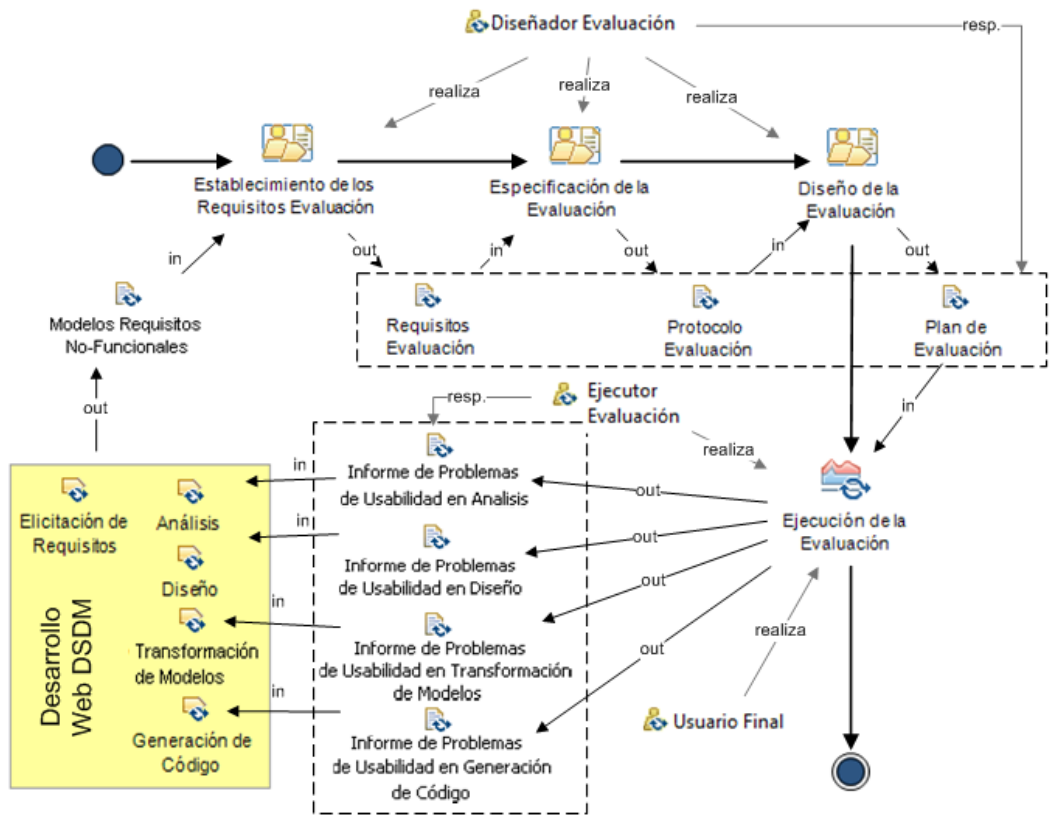 Diseñador Evaluación
resp.
realiza
realiza
realiza
Establecimiento de los
Requisitos Evaluación
Especificación de la
Evaluación
Diseño de la
Evaluación
in
out
in
out
in
out
Modelos Requisitos
No-Funcionales
Requisitos
Evaluación
Protocolo
Evaluación
Plan de
Evaluación
out
resp.
Ejecutor
Evaluación
realiza
in
in
Informe de Problemas
de Usabilidad en Analisis
out
Ejecución de la
Evaluación
Elicitación de
Requisitos
Análisis
in
Informe de Problemas
de Usabilidad en Diseño
out
Diseño
in
out
Transformación
de Modelos
Informe de Problemas
de Usabilidad en Transformación
de Modelos
out
realiza
in
Generación de
Código
Informe de Problemas
de Usabilidad en Generación
de Código
Usuario Final
Desarrollo
Web DSDM